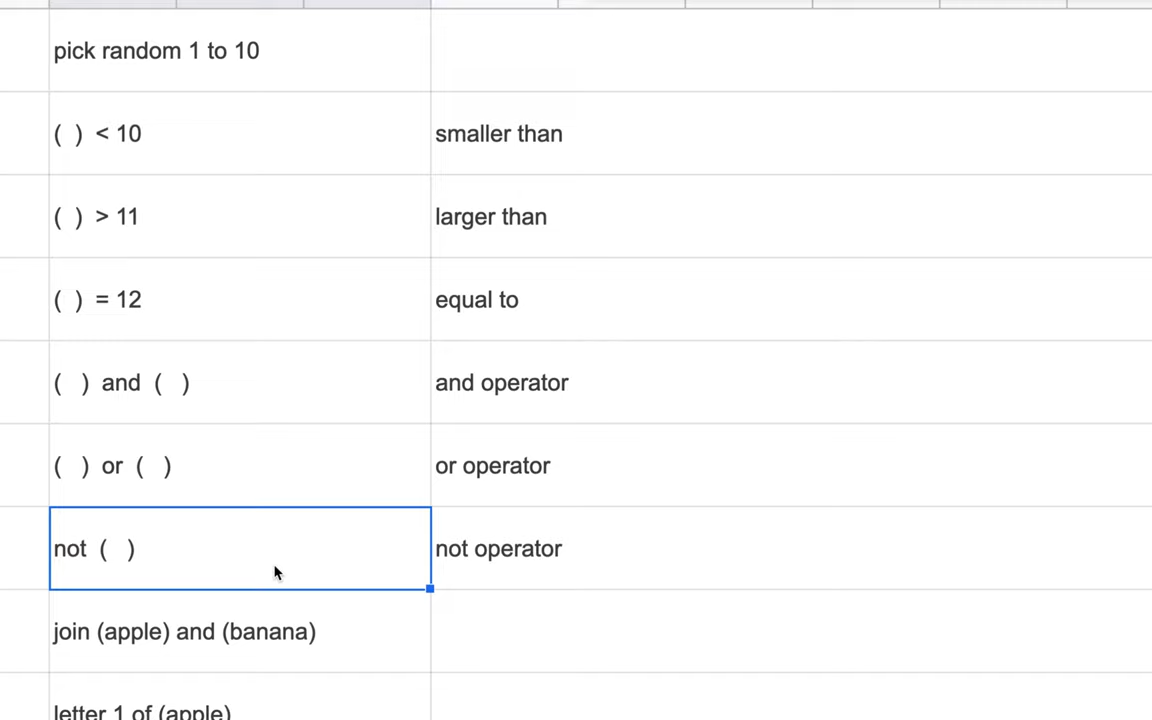 pick random 1 to 10
( ) < 10 smaller than
( ) > 11 larger than
( ) = 12 equal to
( ) and ( ) and operator
( ) or ( ) or operator
not ( ) not operator
join (apple) and (banana)
letter 1 of (apple)